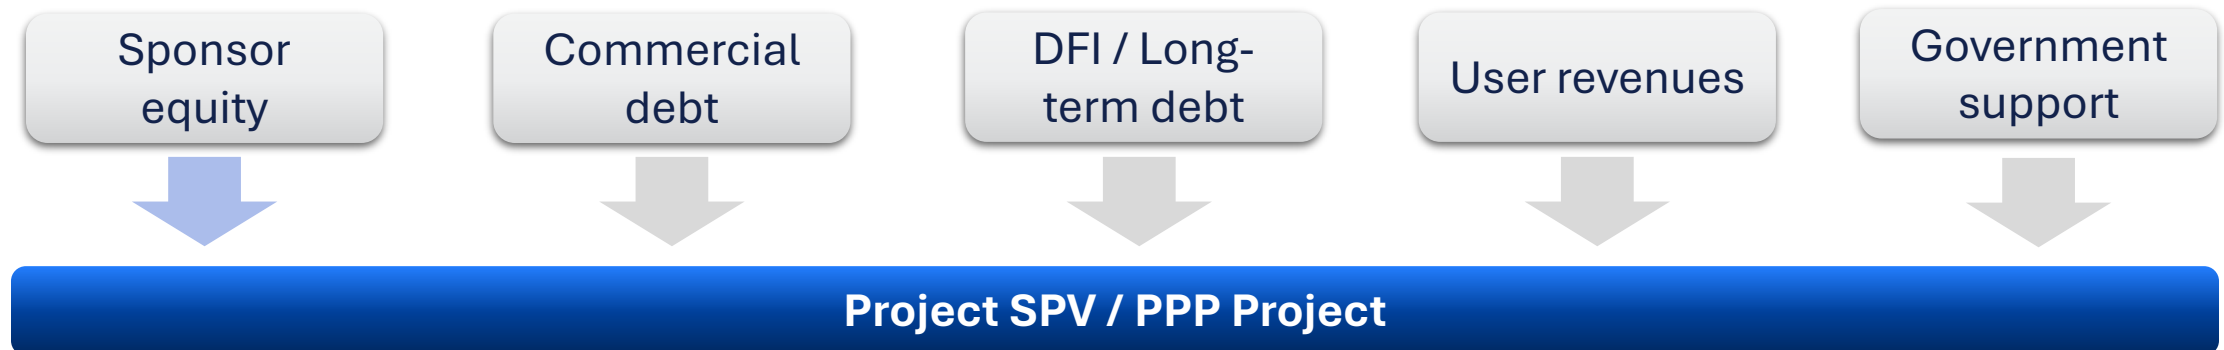 Sponsor
equity
Commercial
debt
DFI / Long-
term debt
User revenues
Government
support
Project SPV / PPP Project